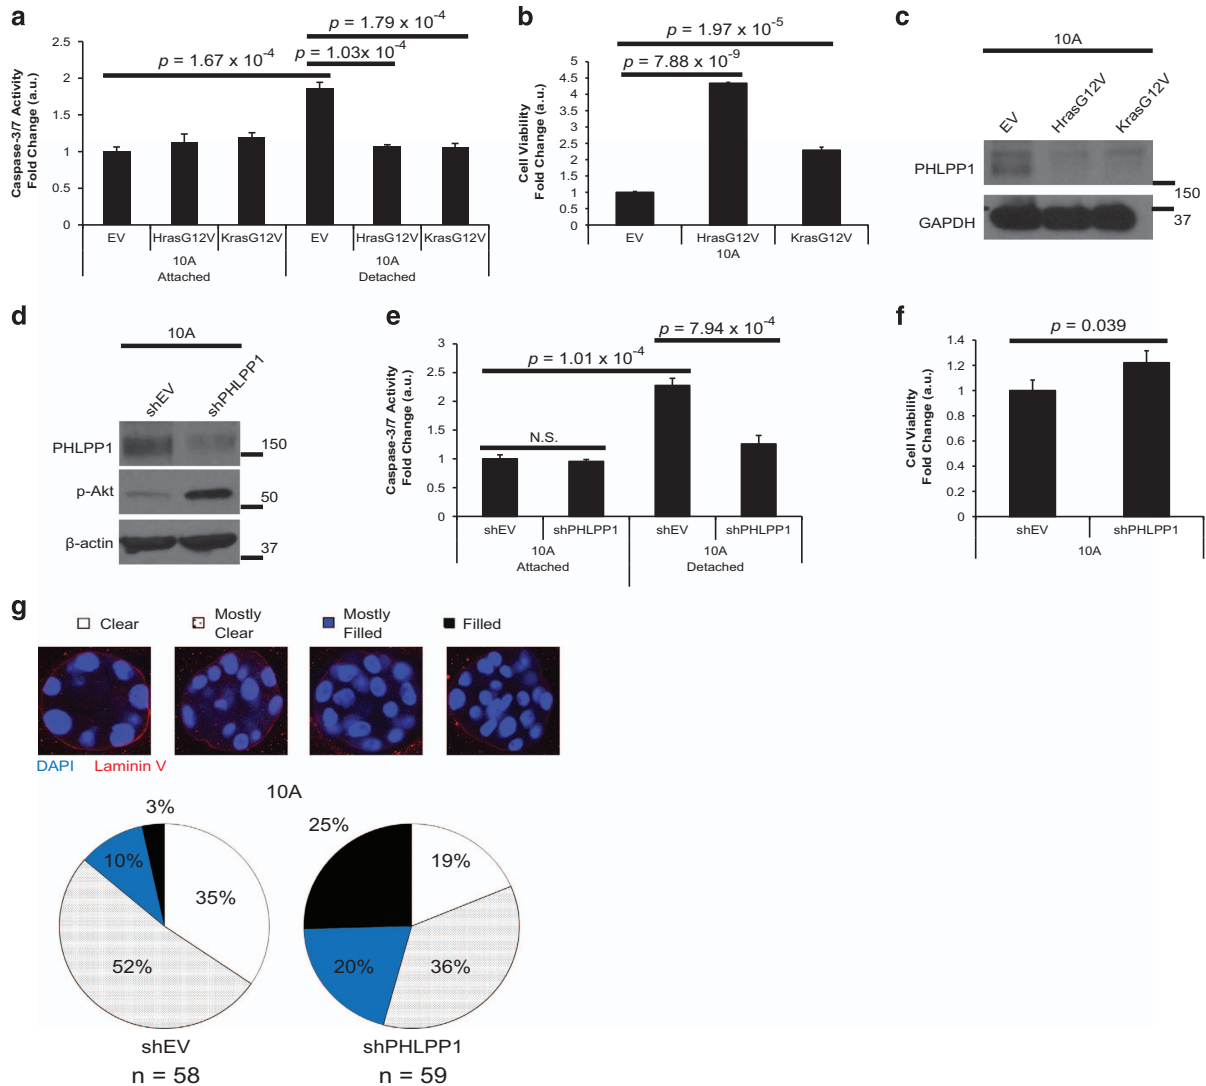 a
p = 1.79 x 10-4
p = 1.03x 10-4
p = 1.67 x 10-4
Caspase-3/7 Activity
Fold Change (a.u.)
2.5
2
1.5
1
0.5
0
EV HrasG12V KrasG12V EV HrasG12V KrasG12V
10A 10A
Attached Detached
b
p = 1.97 x 10-5
p = 7.88 x 10-9
Cell Viability
Fold Change (a.u.)
5
4.5
4
3.5
3
2.5
2
1.5
1
0.5
0
EV HrasG12V KrasG12V
10A
c
10A
EV HrasG12V KrasG12V
PHLPP1
150
GAPDH
37
d
10A
shEV shPHLPP1
PHLPP1
150
p-Akt
50
β-actin
37
e
p = 7.94 x 10-4
p = 1.01 x 10-4
N.S.
Caspase-3/7 Activity
Fold Change (a.u.)
3
2.5
2
1.5
1
0.5
0
shEV shPHLPP1 shEV shPHLPP1
10A 10A
Attached Detached
f
p = 0.039
Cell Viability
Fold Change (a.u.)
1.4
1.2
1
0.8
0.6
0.4
0.2
0
shEV shPHLPP1
10A
g
Clear
Mostly
Clear
Mostly
Filled
Filled
DAPI Laminin V
10A
3%
10%
35%
52%
shEV
n = 58
25%
19%
20%
36%
shPHLPP1
n = 59